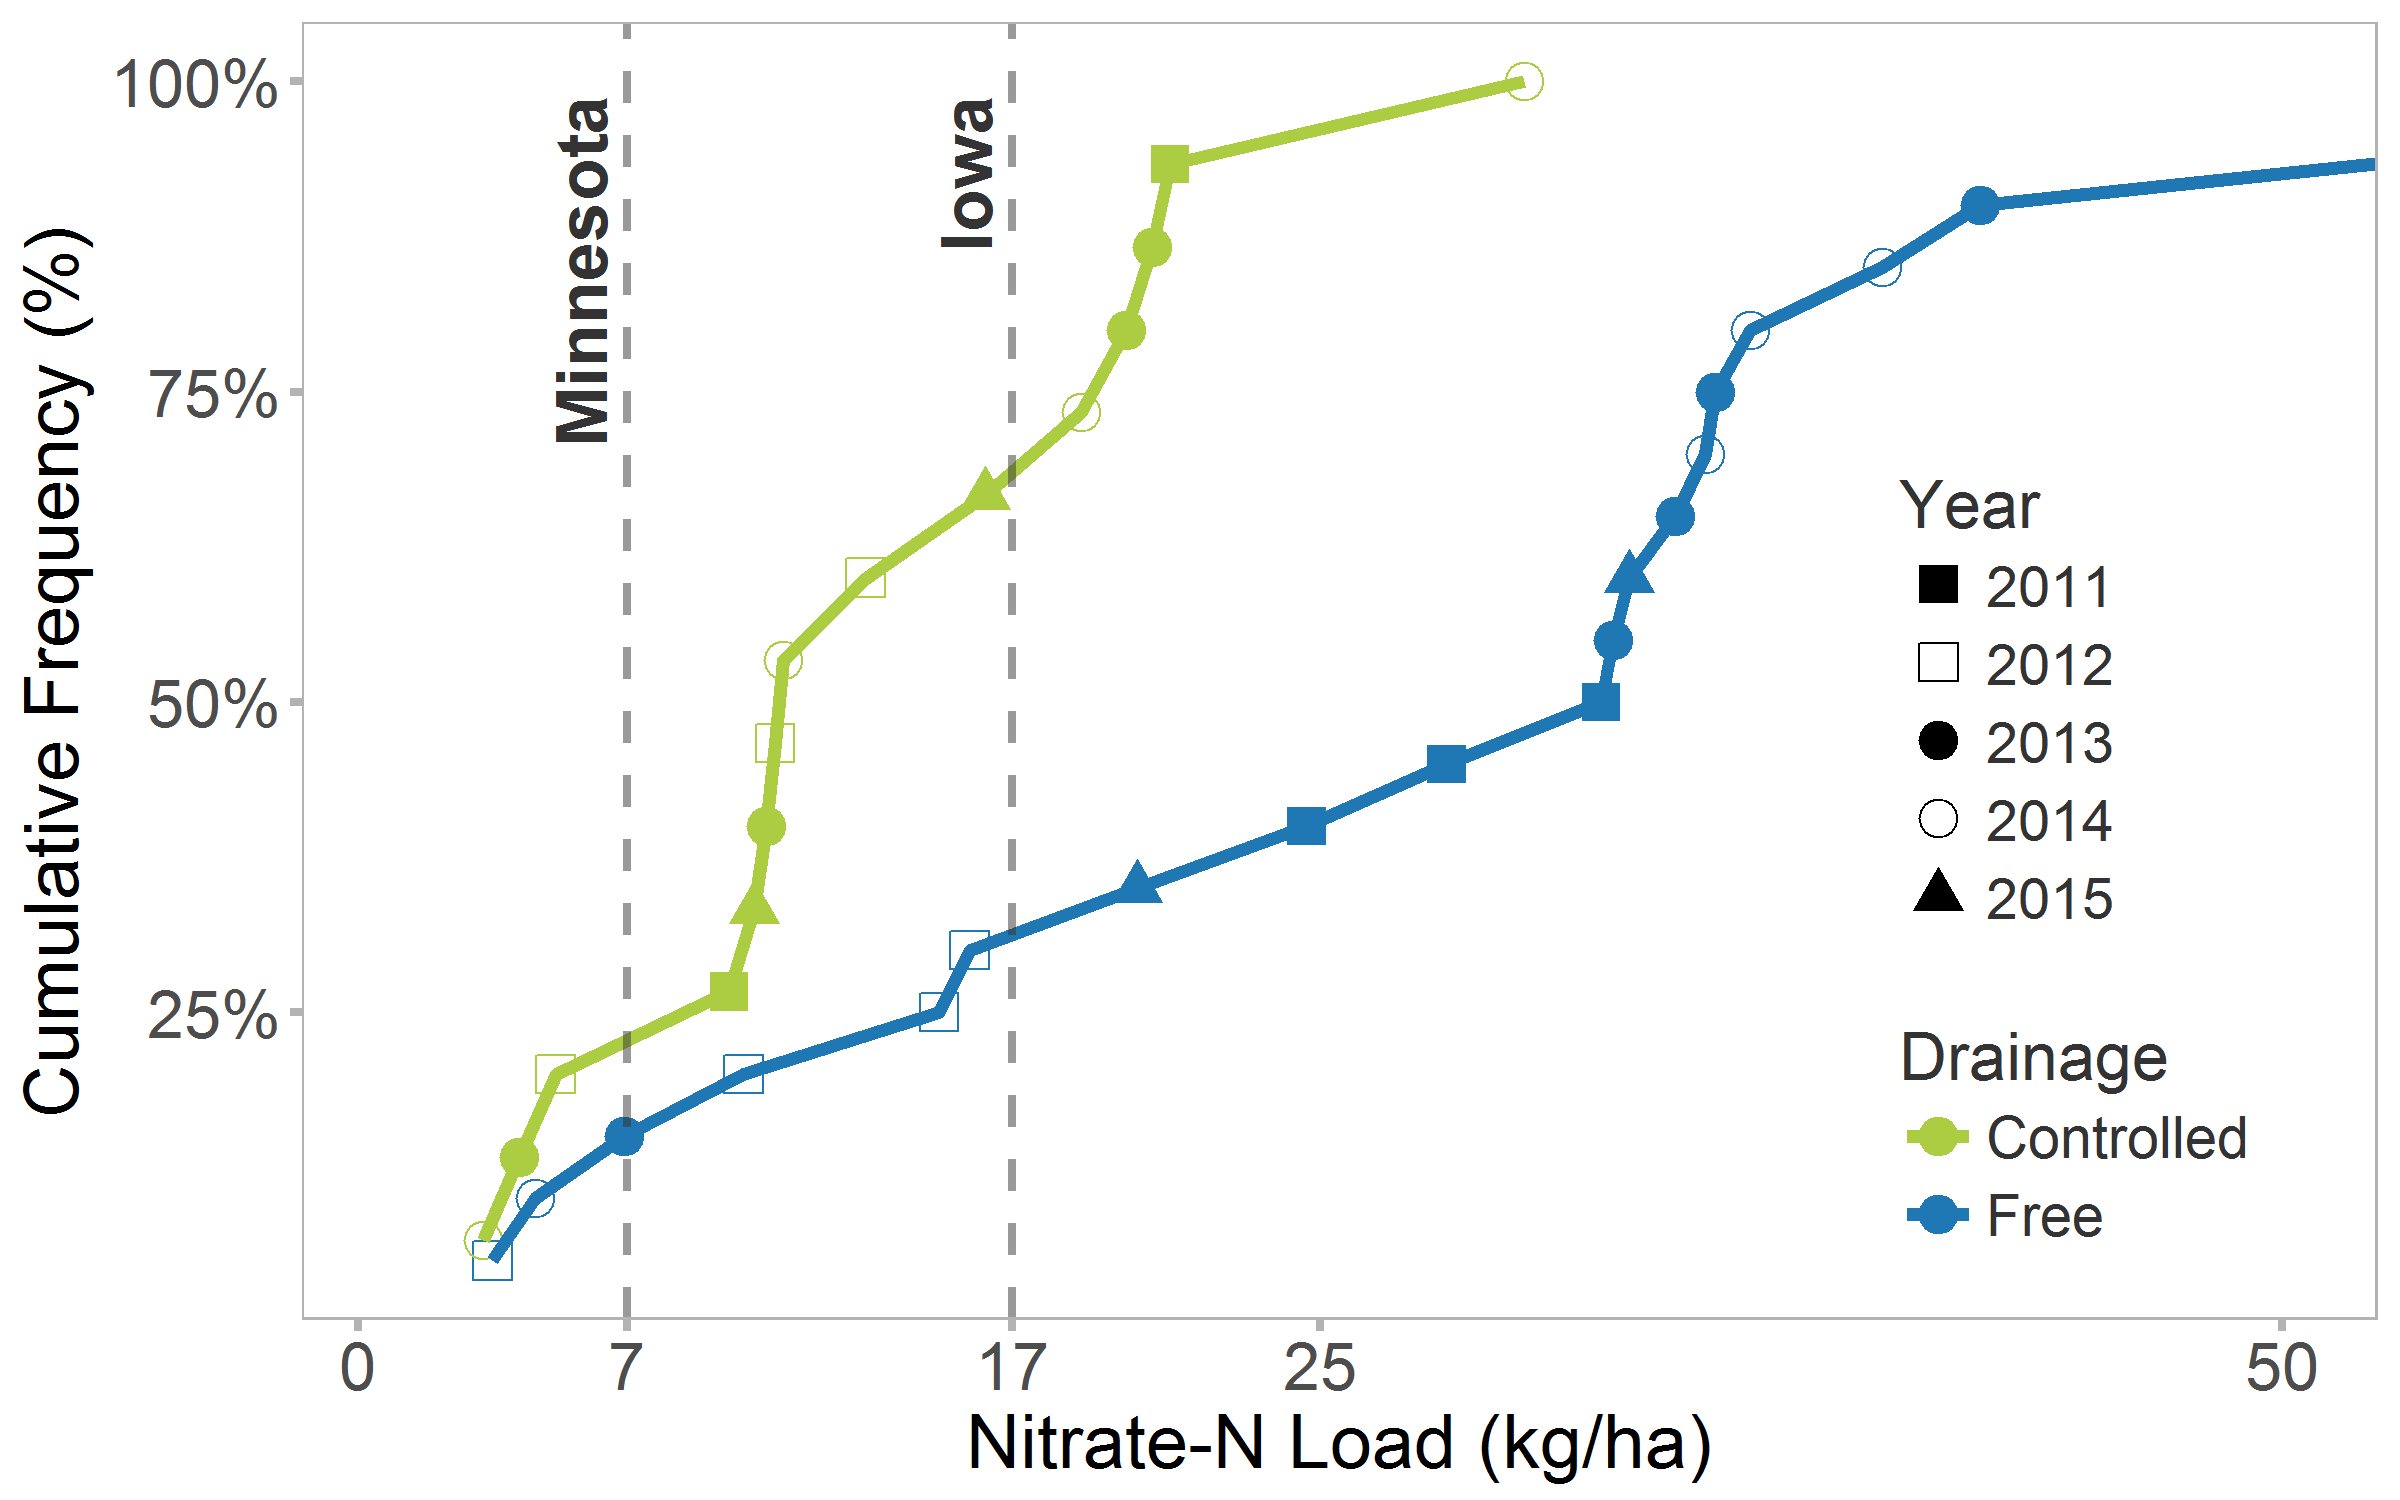 100%
75%
50%
25%
Cumulative Frequency (%)
Minnesota
Iowa
Year
2011
2012
2013
2014
2015
Drainage
Controlled
Free
0
7
17
25
50
Nitrate-N Load (kg/ha)